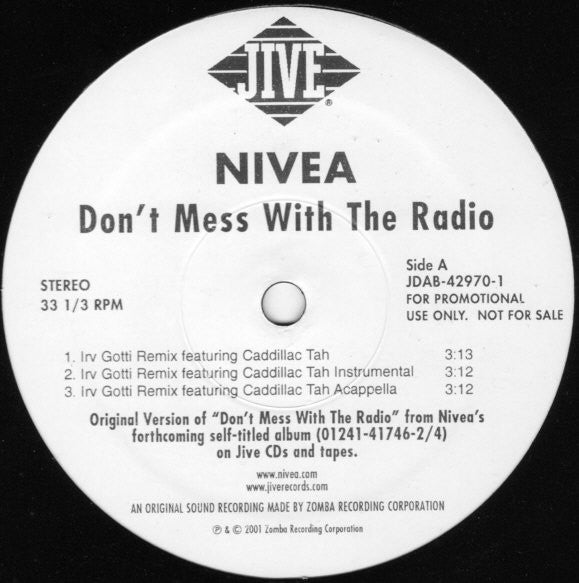 JIVE
®
NIVEA
Don't Mess With The Radio
STEREO
33 1/3 RPM
Side A
JDAB-42970-1
FOR PROMOTIONAL
USE ONLY. NOT FOR SALE
1. Irv Gotti Remix featuring Caddillac Tah 3:13
2. Irv Gotti Remix featuring Caddillac Tah Instrumental 3:12
3. Irv Gotti Remix featuring Caddillac Tah Acappella 3:12
Original Version of "Don't Mess With The Radio" from Nivea's
forthcoming self-titled album (01241-41746-2/4)
on Jive CDs and tapes.
www.nivea.com
www.jiverecords.com
AN ORIGINAL SOUND RECORDING MADE BY ZOMBA RECORDING CORPORATION
℗ & © 2001 Zomba Recording Corporation